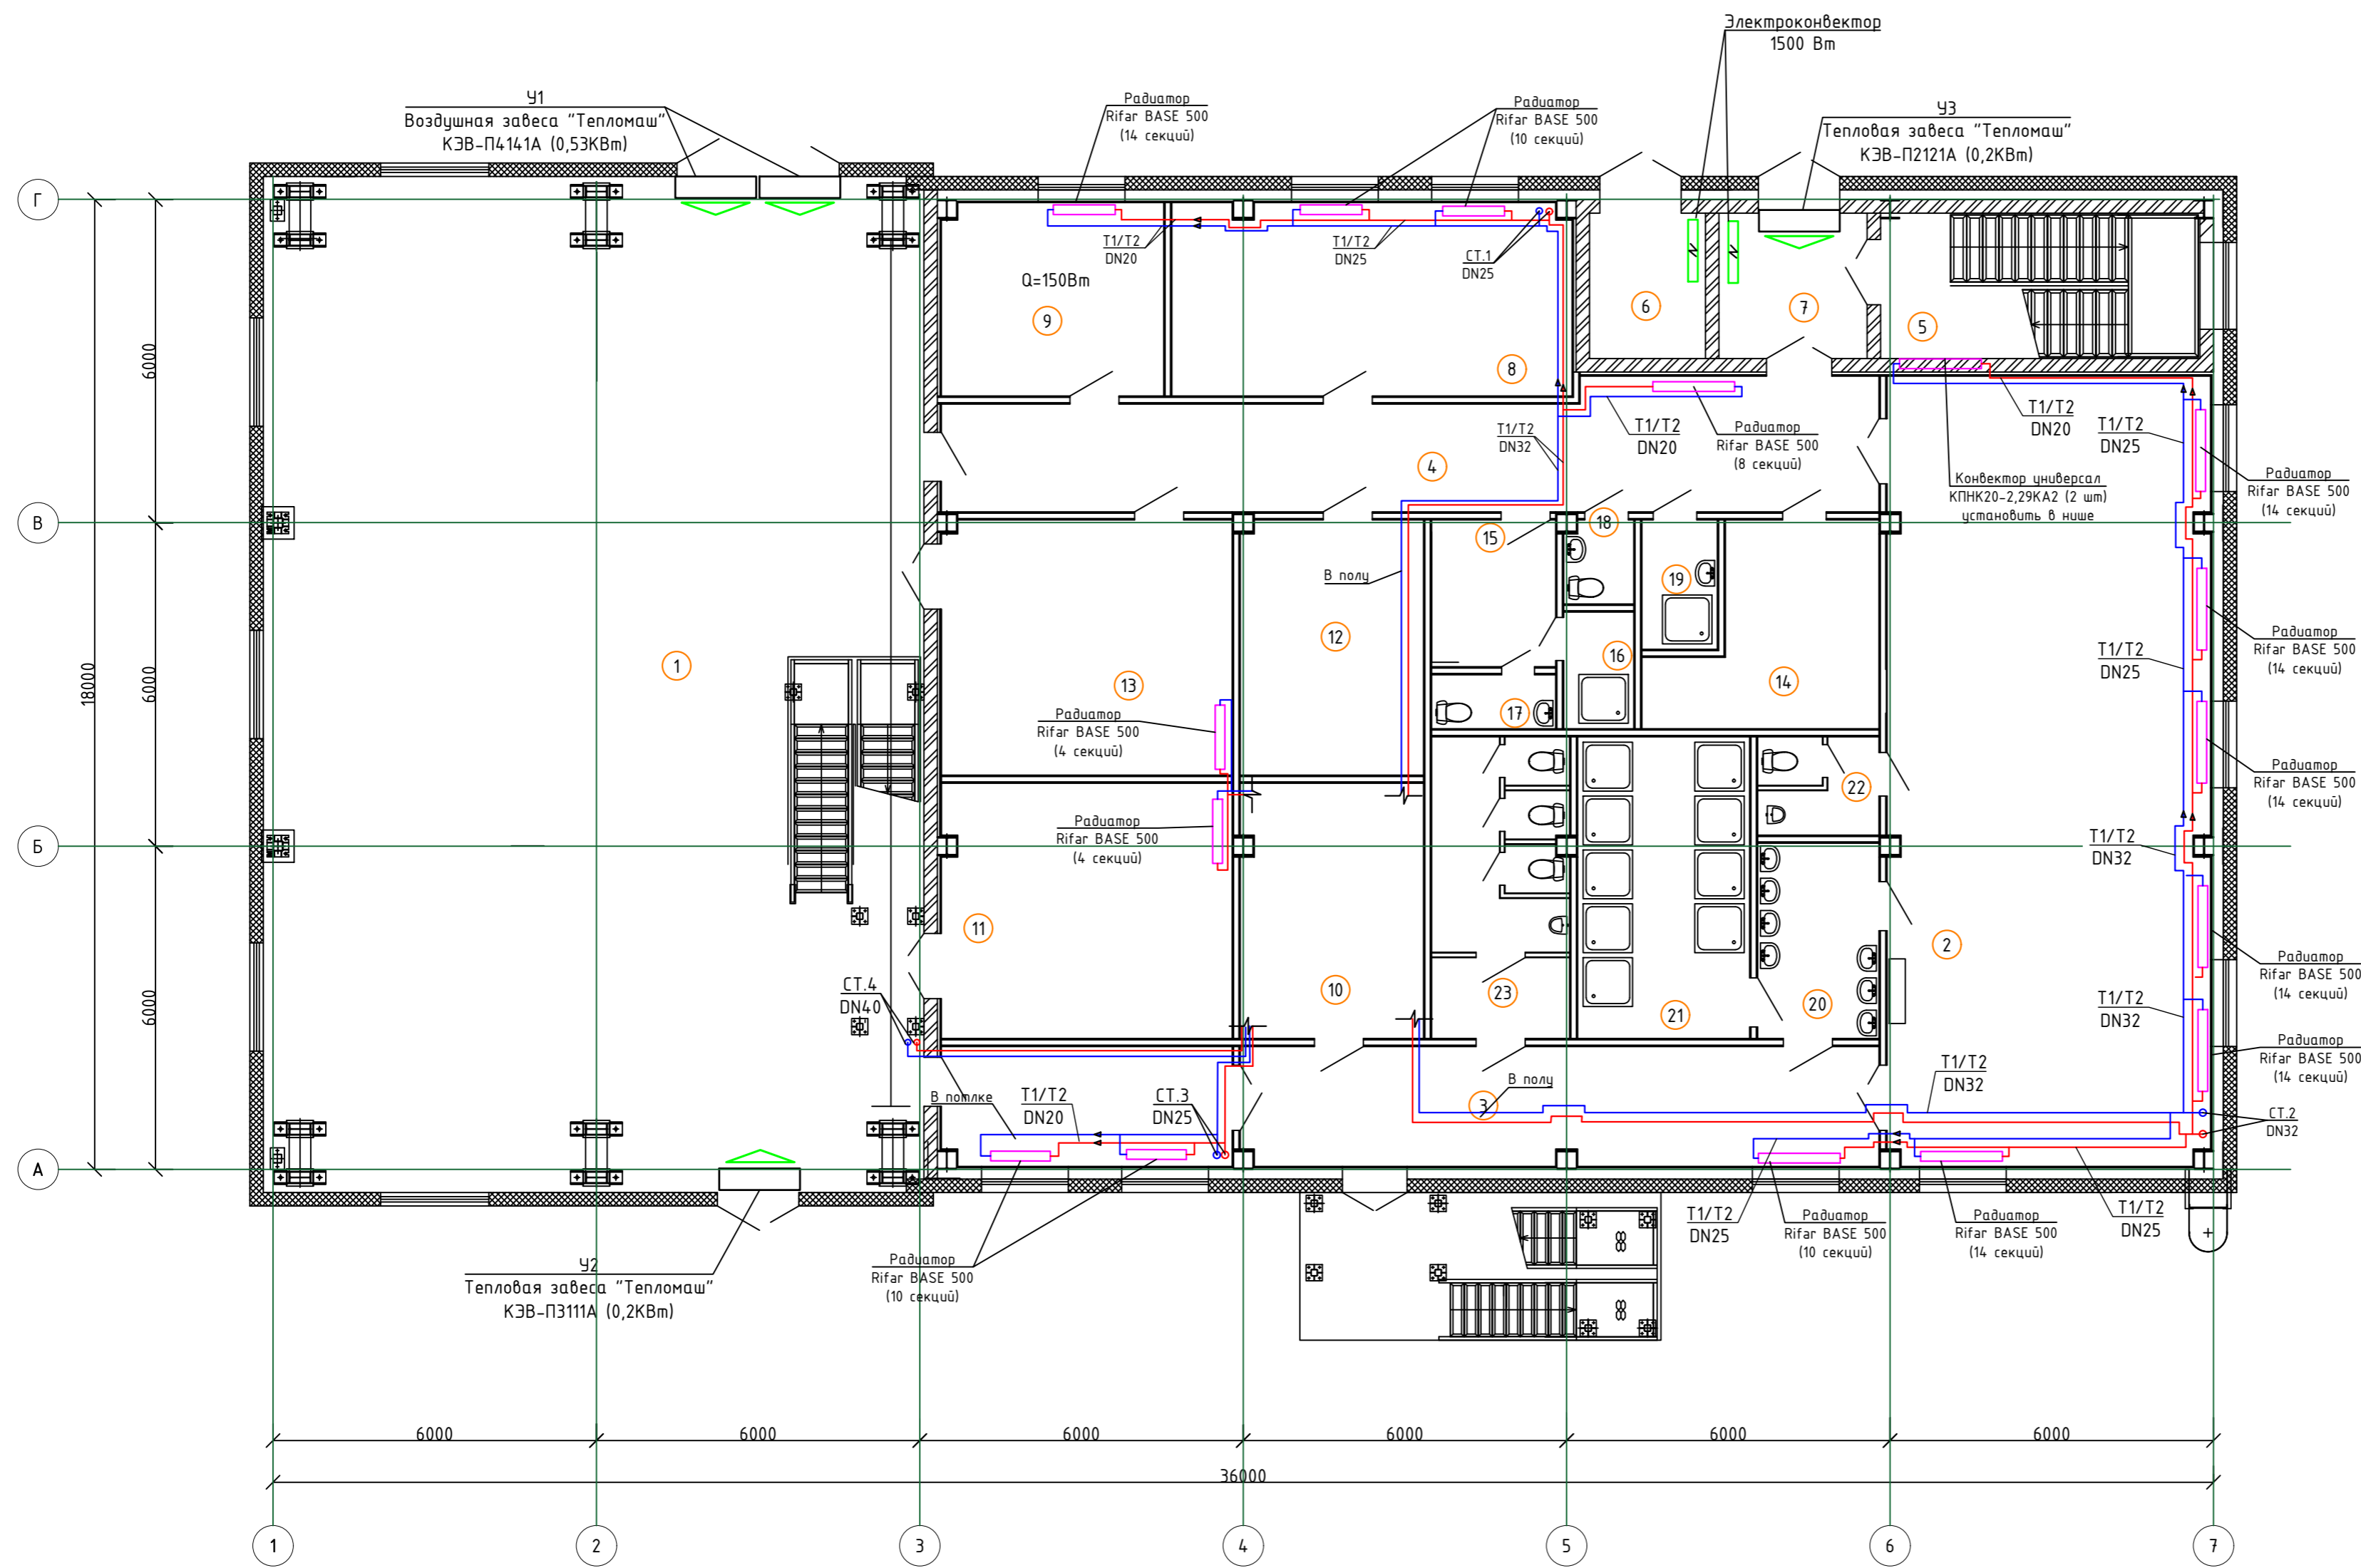 Электроконвектор
1500 Вт
У1
Воздушная завеса "Тепломаш"
КЭВ-П4141А (0,53КВт)
Радиатор
Rifar BASE 500
(14 секций)
Радиатор
Rifar BASE 500
(10 секций)
У3
Тепловая завеса "Тепломаш"
КЭВ-П2121А (0,2КВт)
Г
Т1/Т2
DN20
Т1/Т2
DN25
СТ.1
DN25
Q=150Вт
9
8
6
7
5
6000
Т1/Т2
DN32
4
Т1/Т2
DN20
Радиатор
Rifar BASE 500
(8 секций)
Т1/Т2
DN20
Т1/Т2
DN25
Конвектор универсал
КПНК20-2,29КА2 (2 шт)
установить в нише
Радиатор
Rifar BASE 500
(14 секций)
В
15
18
В полу
19
12
16
1
13
14
17
18000
6000
Радиатор
Rifar BASE 500
(4 секций)
Т1/Т2
DN25
Радиатор
Rifar BASE 500
(14 секций)
Радиатор
Rifar BASE 500
(14 секций)
22
Радиатор
Rifar BASE 500
(4 секций)
Б
Т1/Т2
DN32
11
2
10
23
21
20
6000
СТ.4
DN40
Радиатор
Rifar BASE 500
(14 секций)
Т1/Т2
DN32
Радиатор
Rifar BASE 500
(14 секций)
Т1/Т2
DN32
В потлке
Т1/Т2
DN20
СТ.3
DN25
В полу
3
СТ.2
DN32
А
Т1/Т2
DN25
Радиатор
Rifar BASE 500
(10 секций)
Радиатор
Rifar BASE 500
(14 секций)
Т1/Т2
DN25
У2
Тепловая завеса "Тепломаш"
КЭВ-П3111А (0,2КВт)
Радиатор
Rifar BASE 500
(10 секций)
6000
6000
6000
6000
6000
6000
36000
1
2
3
4
5
6
7